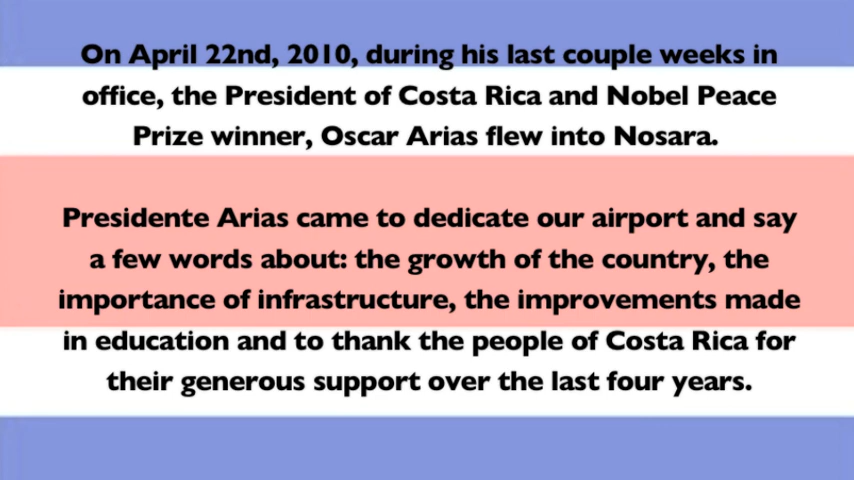 On April 22nd, 2010, during his last couple weeks in
office, the President of Costa Rica and Nobel Peace
Prize winner, Oscar Arias flew into Nosara.
Presidente Arias came to dedicate our airport and say
a few words about: the growth of the country, the
importance of infrastructure, the improvements made
in education and to thank the people of Costa Rica for
their generous support over the last four years.